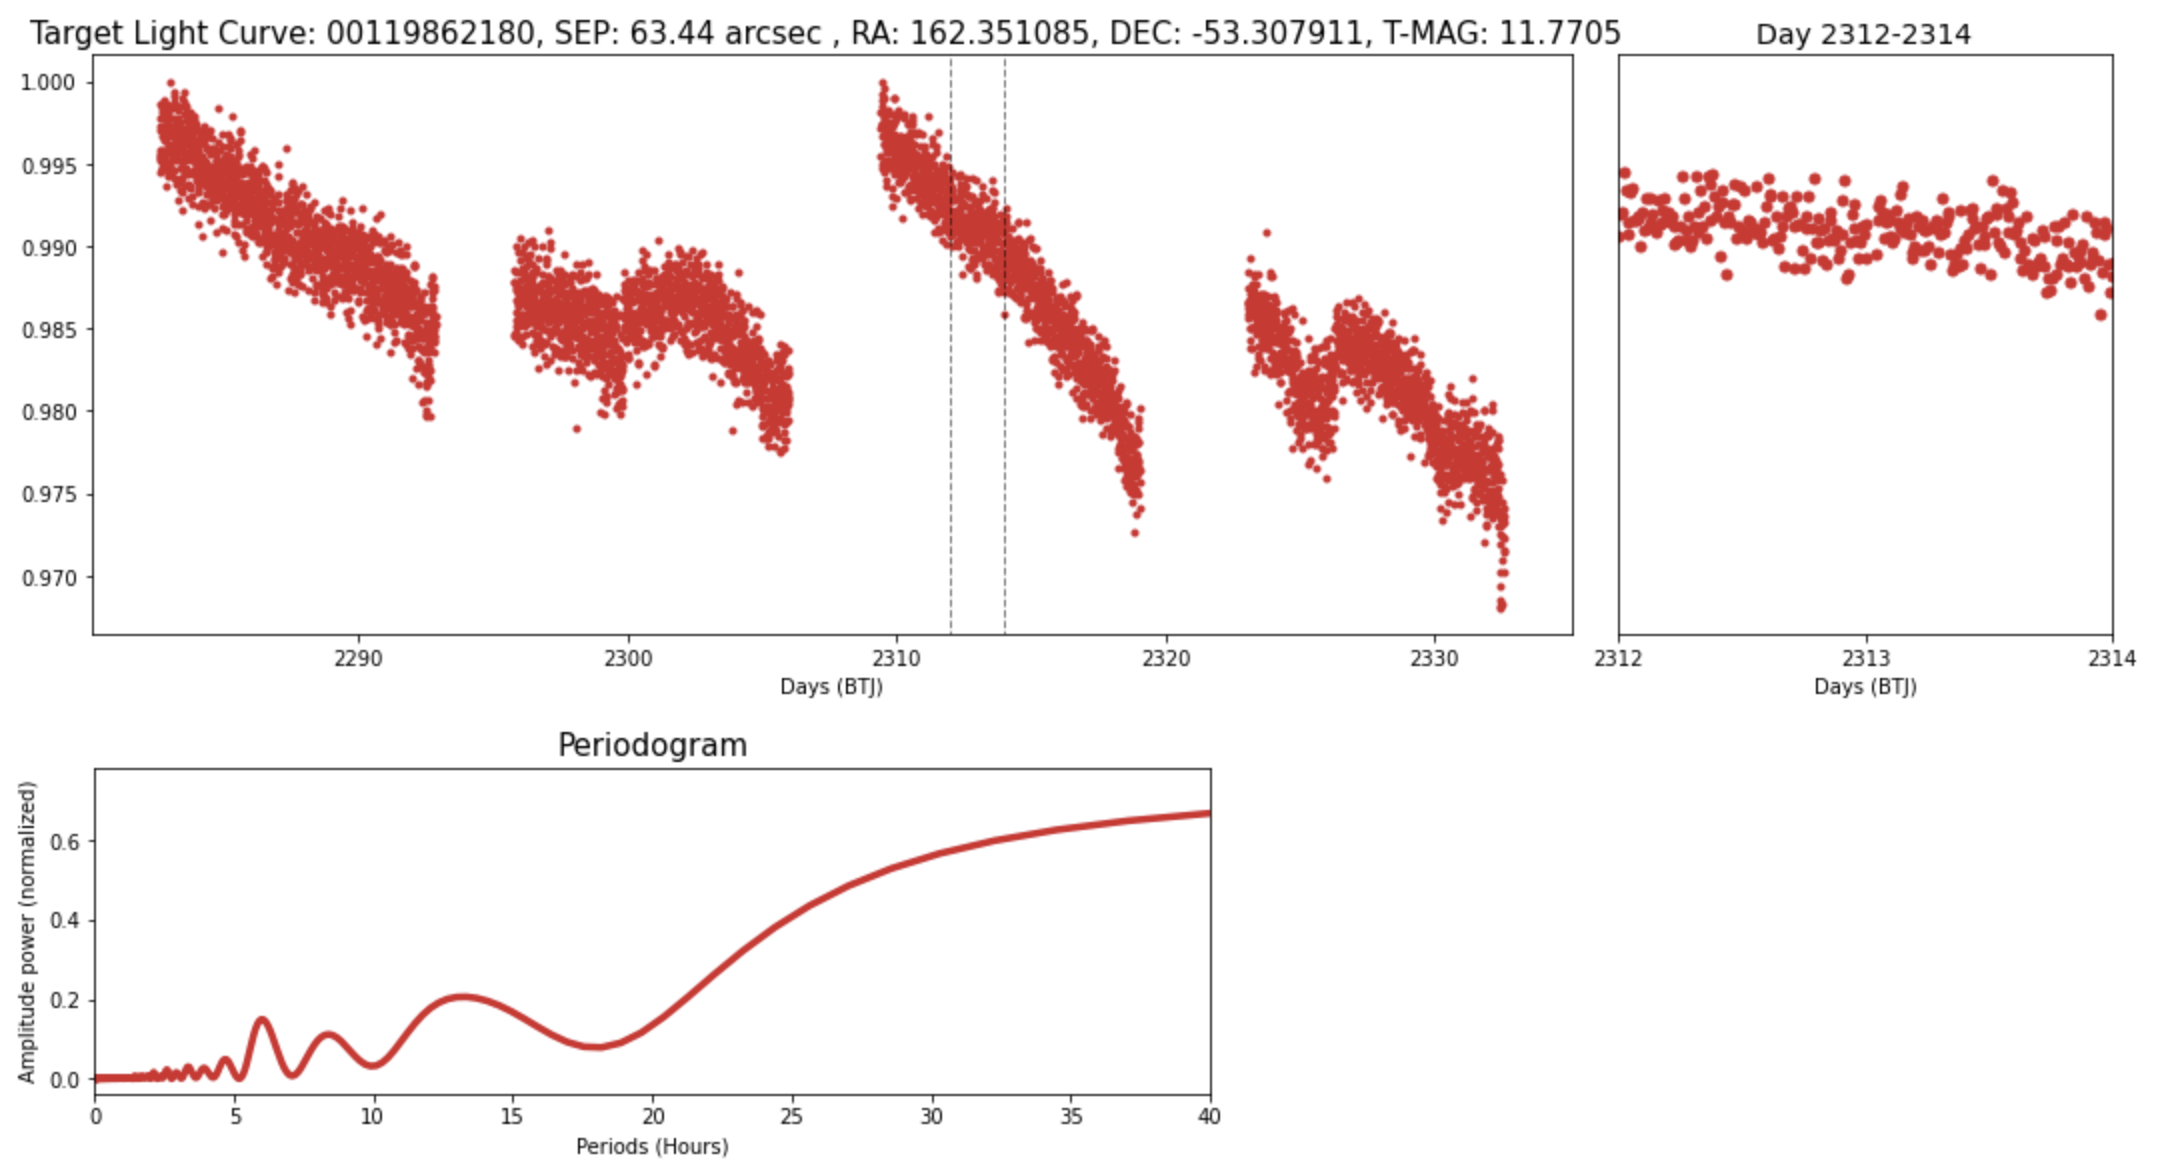 Target Light Curve: 00119862180, SEP: 63.44 arcsec , RA: 162.351085, DEC: -53.307911, T-MAG: 11.7705
Day 2312-2314
1.000
0.995
0.990
0.985
0.980
0.975
0.970
2290 2300 2310 2320 2330
Days (BTJ)
2312 2313 2314
Days (BTJ)
Periodogram
Amplitude power (normalized)
0.6
0.4
0.2
0.0
0 5 10 15 20 25 30 35 40
Periods (Hours)